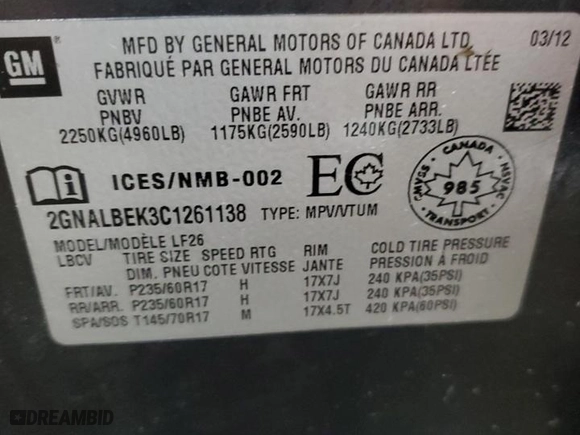 GM
MFD BY GENERAL MOTORS OF CANADA LTD. 03/12
FABRIQUÉ PAR GENERAL MOTORS DU CANADA LTÉE
GVWR GAWR FRT GAWR RR
PNBV PNBE AV. PNBE ARR.
2250KG(4960LB) 1175KG(2590LB) 1240KG(2733LB)
ICES/NMB-002 EC
CMVSS NSVAC
985
TRANSPORT
2GNALBEK3C1261138 TYPE: MPV/VTUM
MODEL/MODÈLE LF26
LBCV TIRE SIZE SPEED RTG RIM COLD TIRE PRESSURE
DIM. PNEU COTE VITESSE JANTE PRESSION À FROID
FRT/AV. P235/60R17 H 17X7J 240 KPA(35PSI)
RR/ARR. P235/60R17 H 17X7J 240 KPA(35PSI)
SPA/SOS T145/70R17 M 17X4.5T 420 KPA(60PSI)
DREAMBID